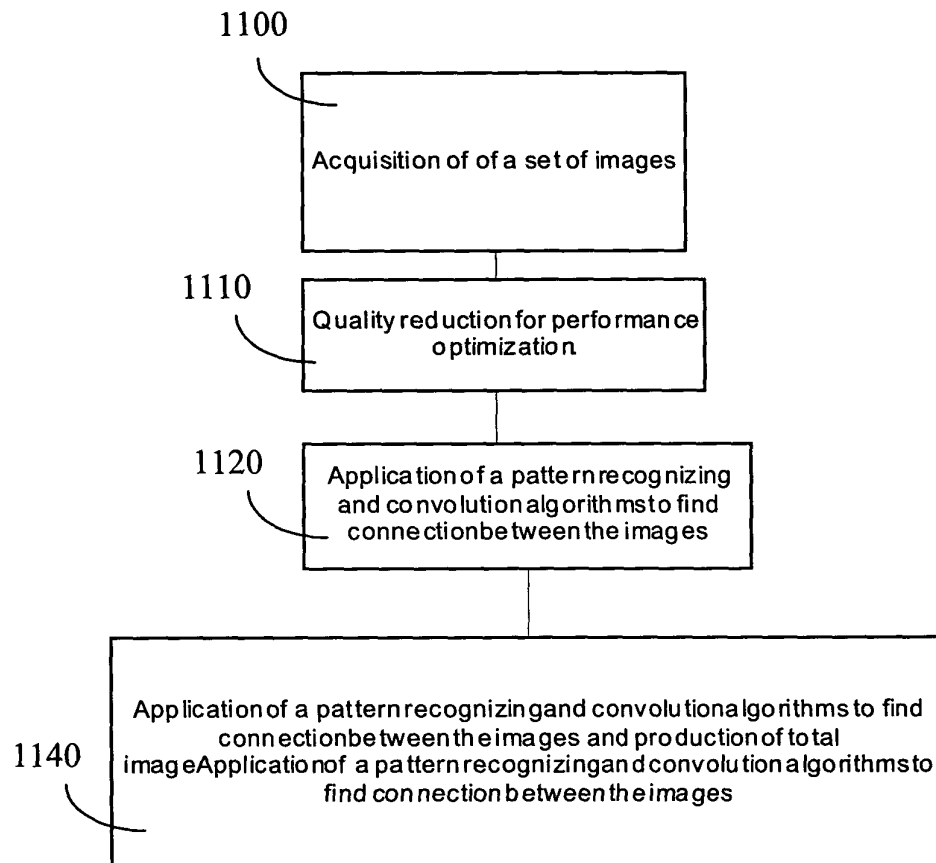 1100
Acquisition of of a set of images
1110
Quality reduction for performance
optimization.
1120
Application of a pattern recognizing
and convolution algorithms to find
connection between the images
Application of a pattern recognizing and convolution algorithms to find
connection between the images and production of total
1140
imageApplication of a pattern recognizing and convolution algorithms to
find connection between the images